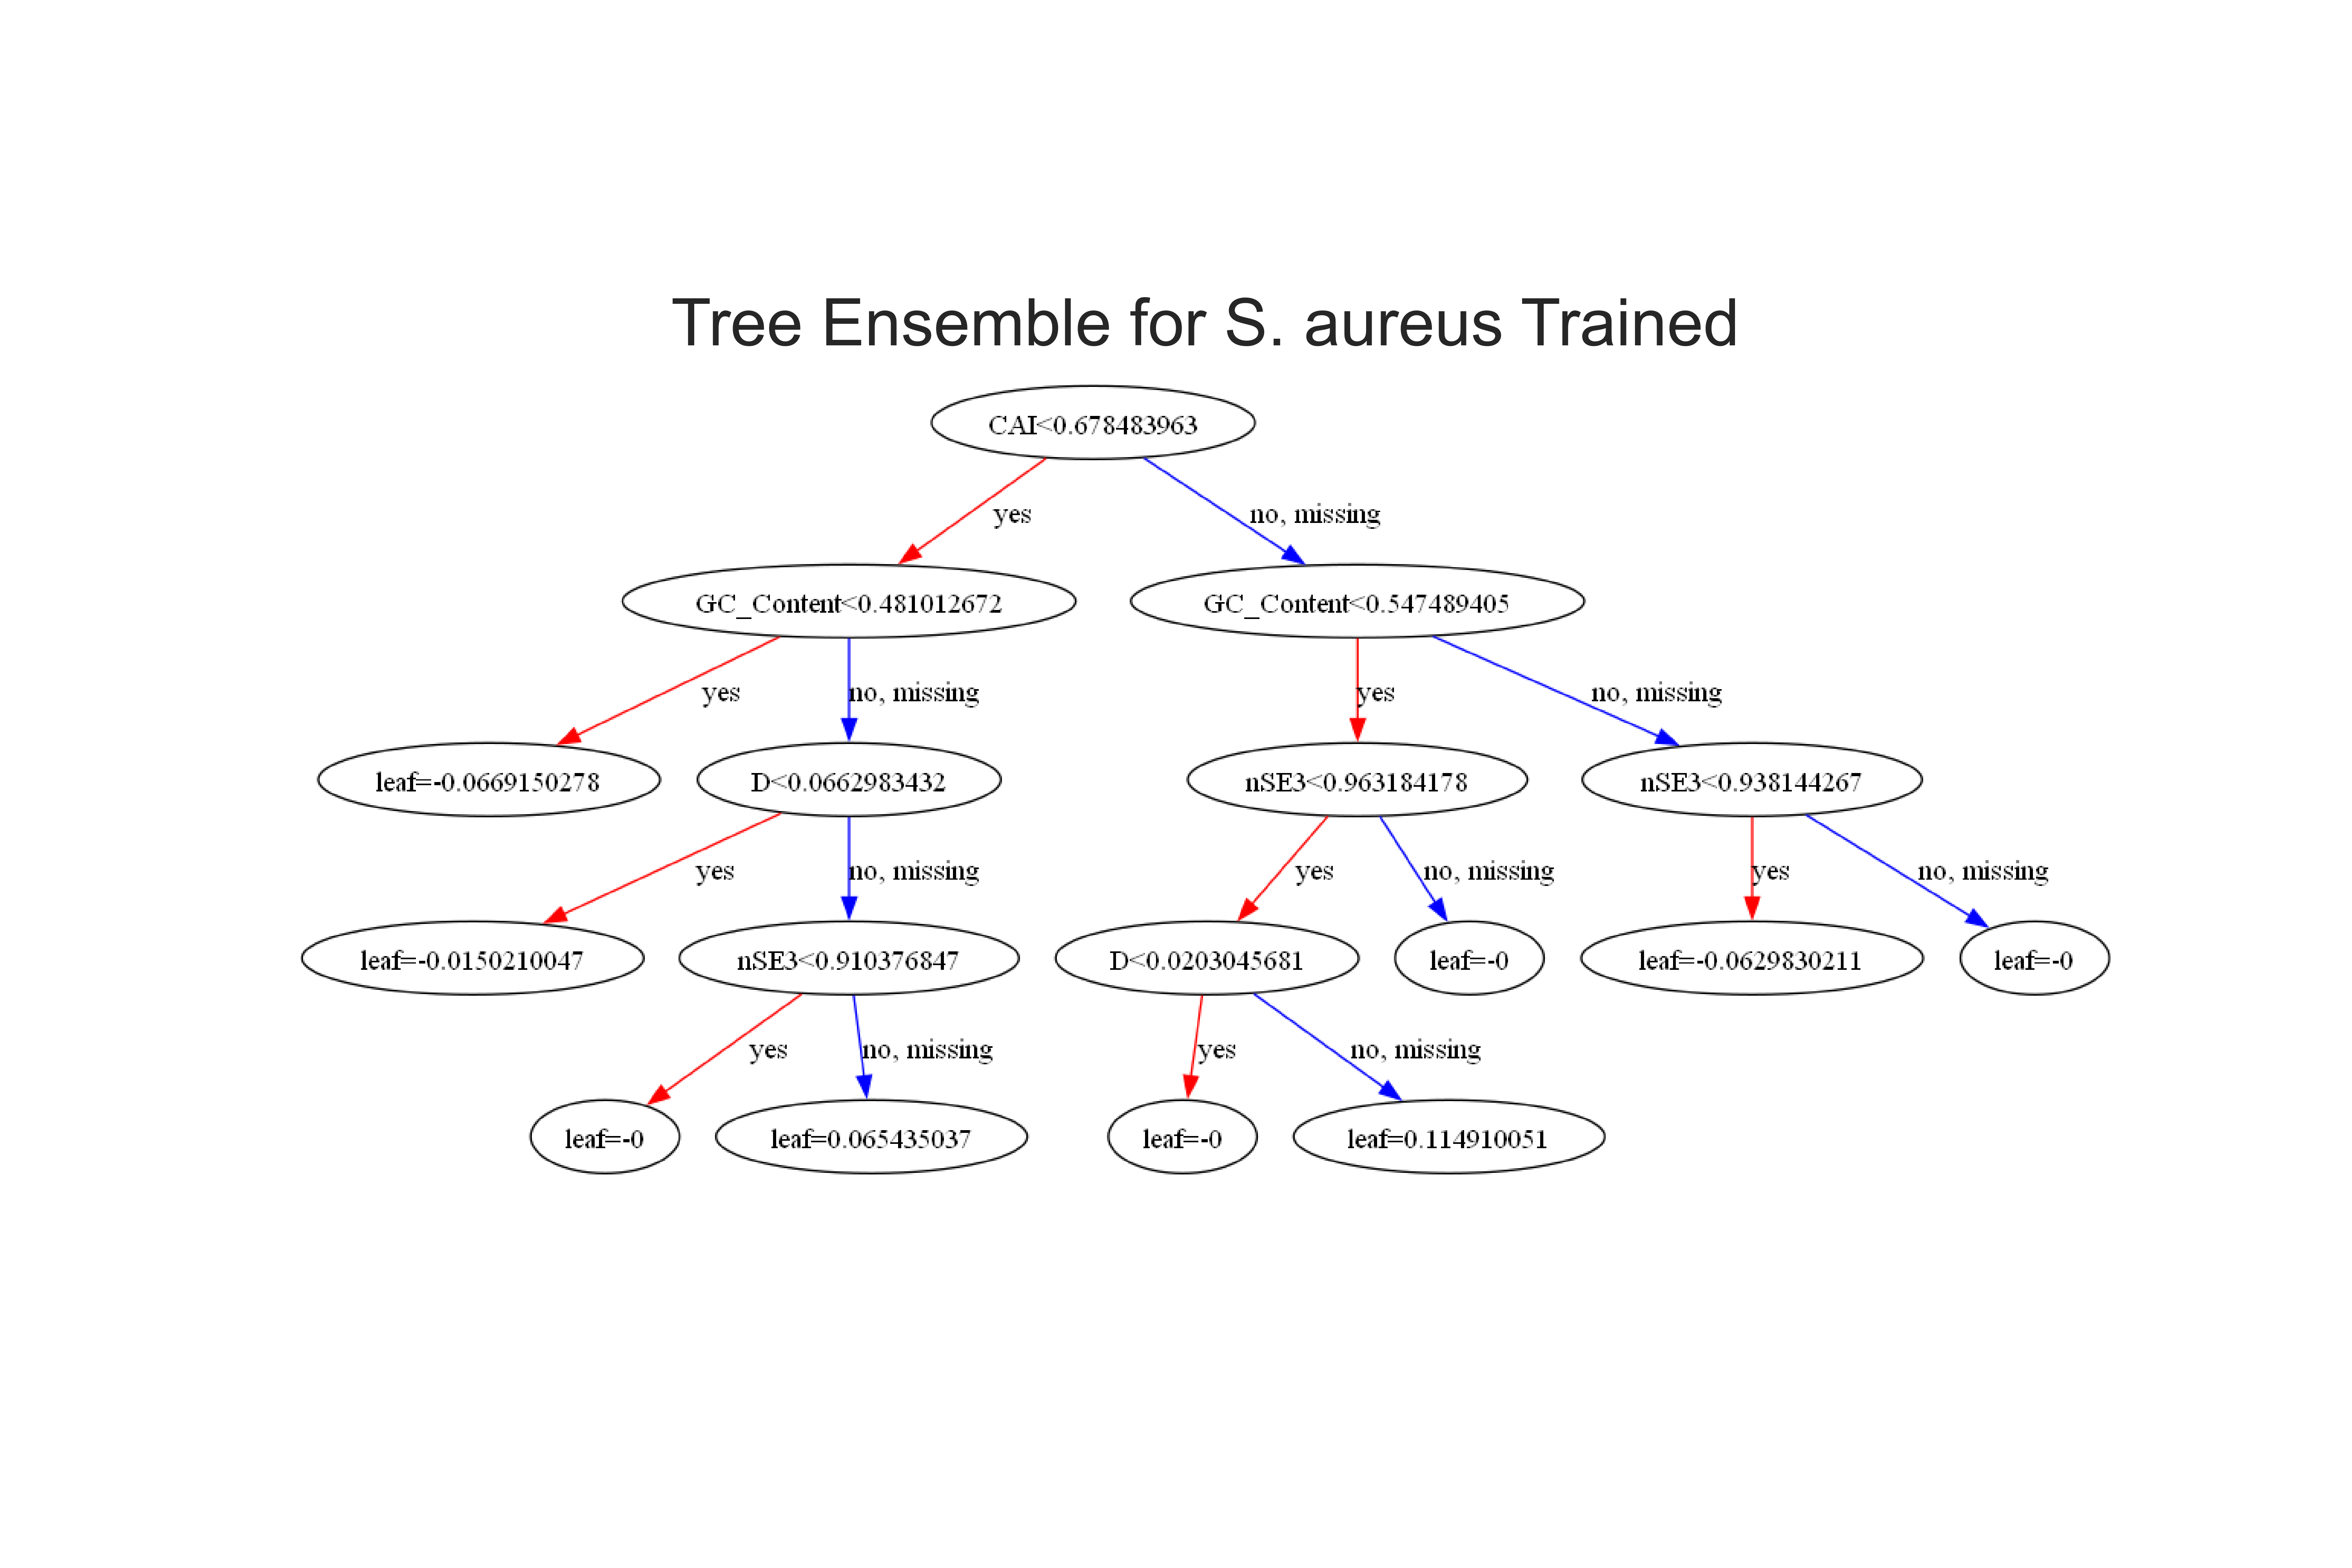 Tree Ensemble for S. aureus Trained
CAI<0.678483963
yes
no, missing
GC_Content<0.481012672
GC_Content<0.547489405
yes
no, missing
yes
no, missing
leaf=-0.0669150278
D<0.0662983432
nSE3<0.963184178
nSE3<0.938144267
yes
no, missing
yes
no, missing
yes
no, missing
leaf=-0.0150210047
nSE3<0.910376847
D<0.0203045681
leaf=-0
leaf=-0.0629830211
leaf=-0
yes
no, missing
yes
no, missing
leaf=-0
leaf=0.065435037
leaf=-0
leaf=0.114910051